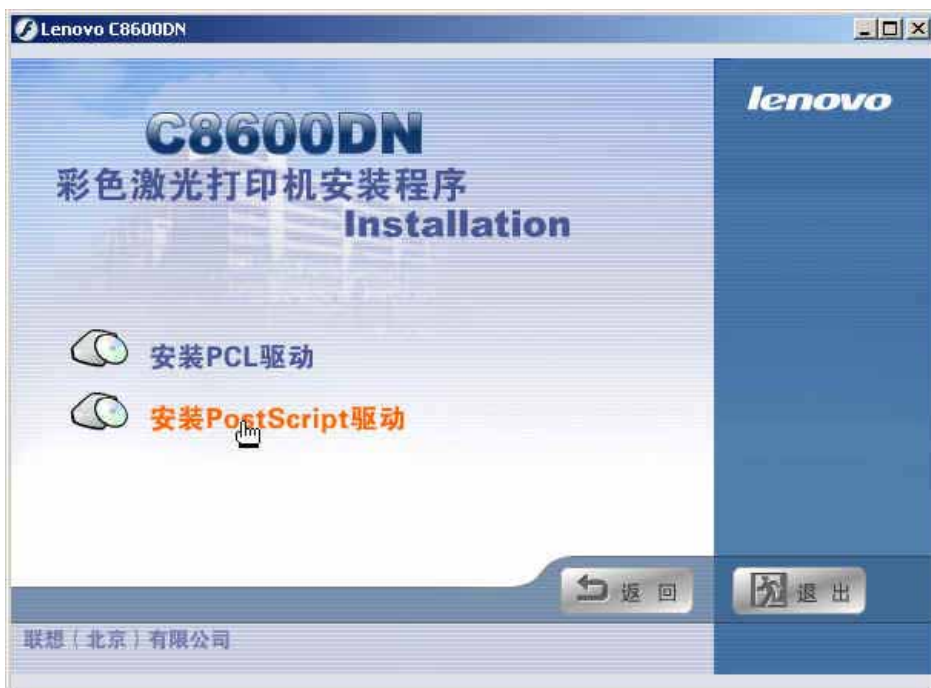 Lenovo C8600DN
lenovo
C8600DN
彩色激光打印机安装程序
Installation
安装PCL驱动
安装PostScript驱动
返回
退出
联想(北京)有限公司